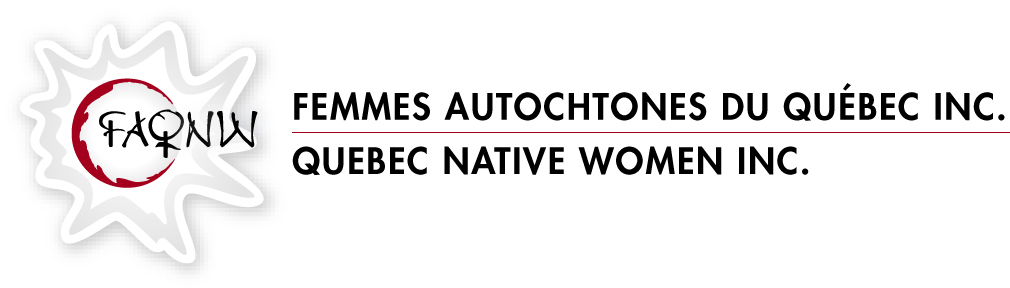 FAQNW
FEMMES AUTOCHTONES DU QUÉBEC INC.
QUEBEC NATIVE WOMEN INC.